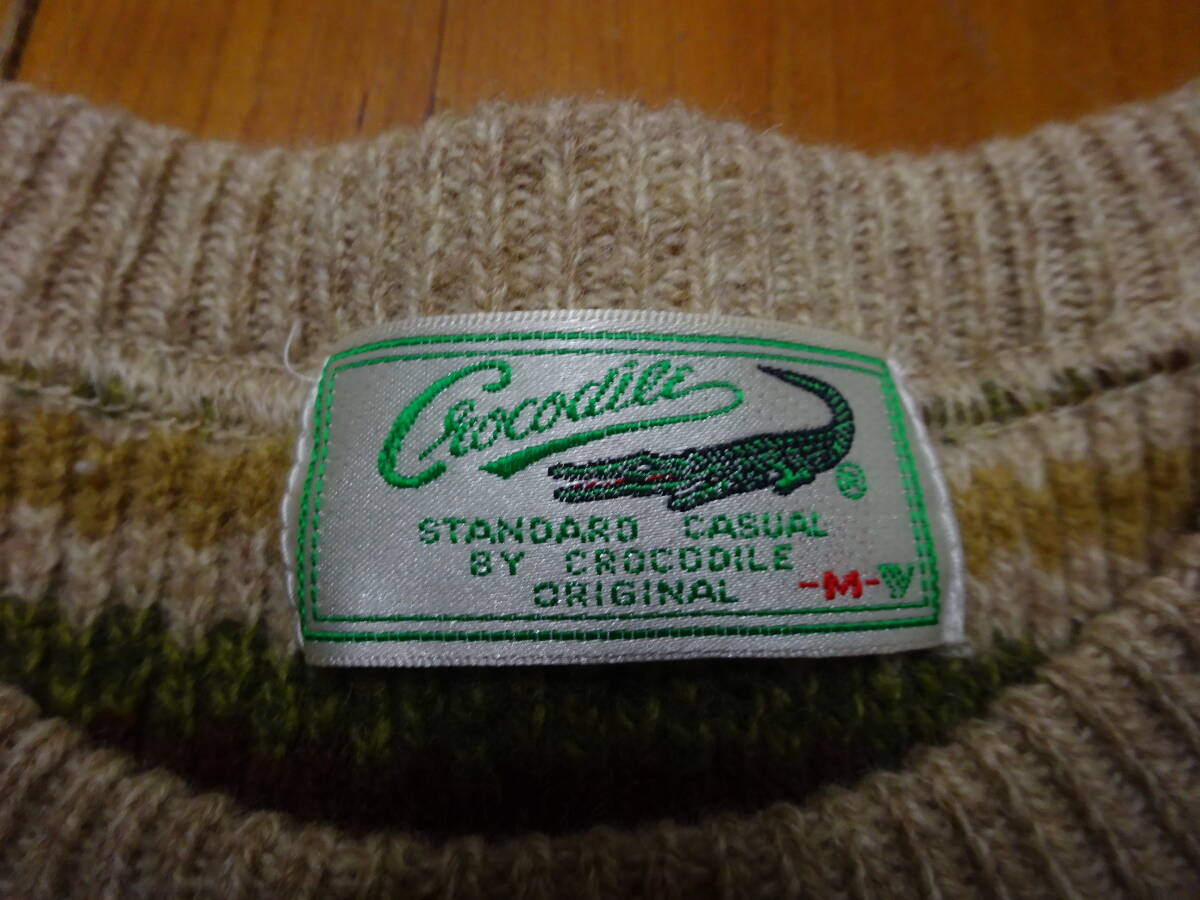 Crocodile ®
STANDARD CASUAL
BY CROCODILE
ORIGINAL -M-